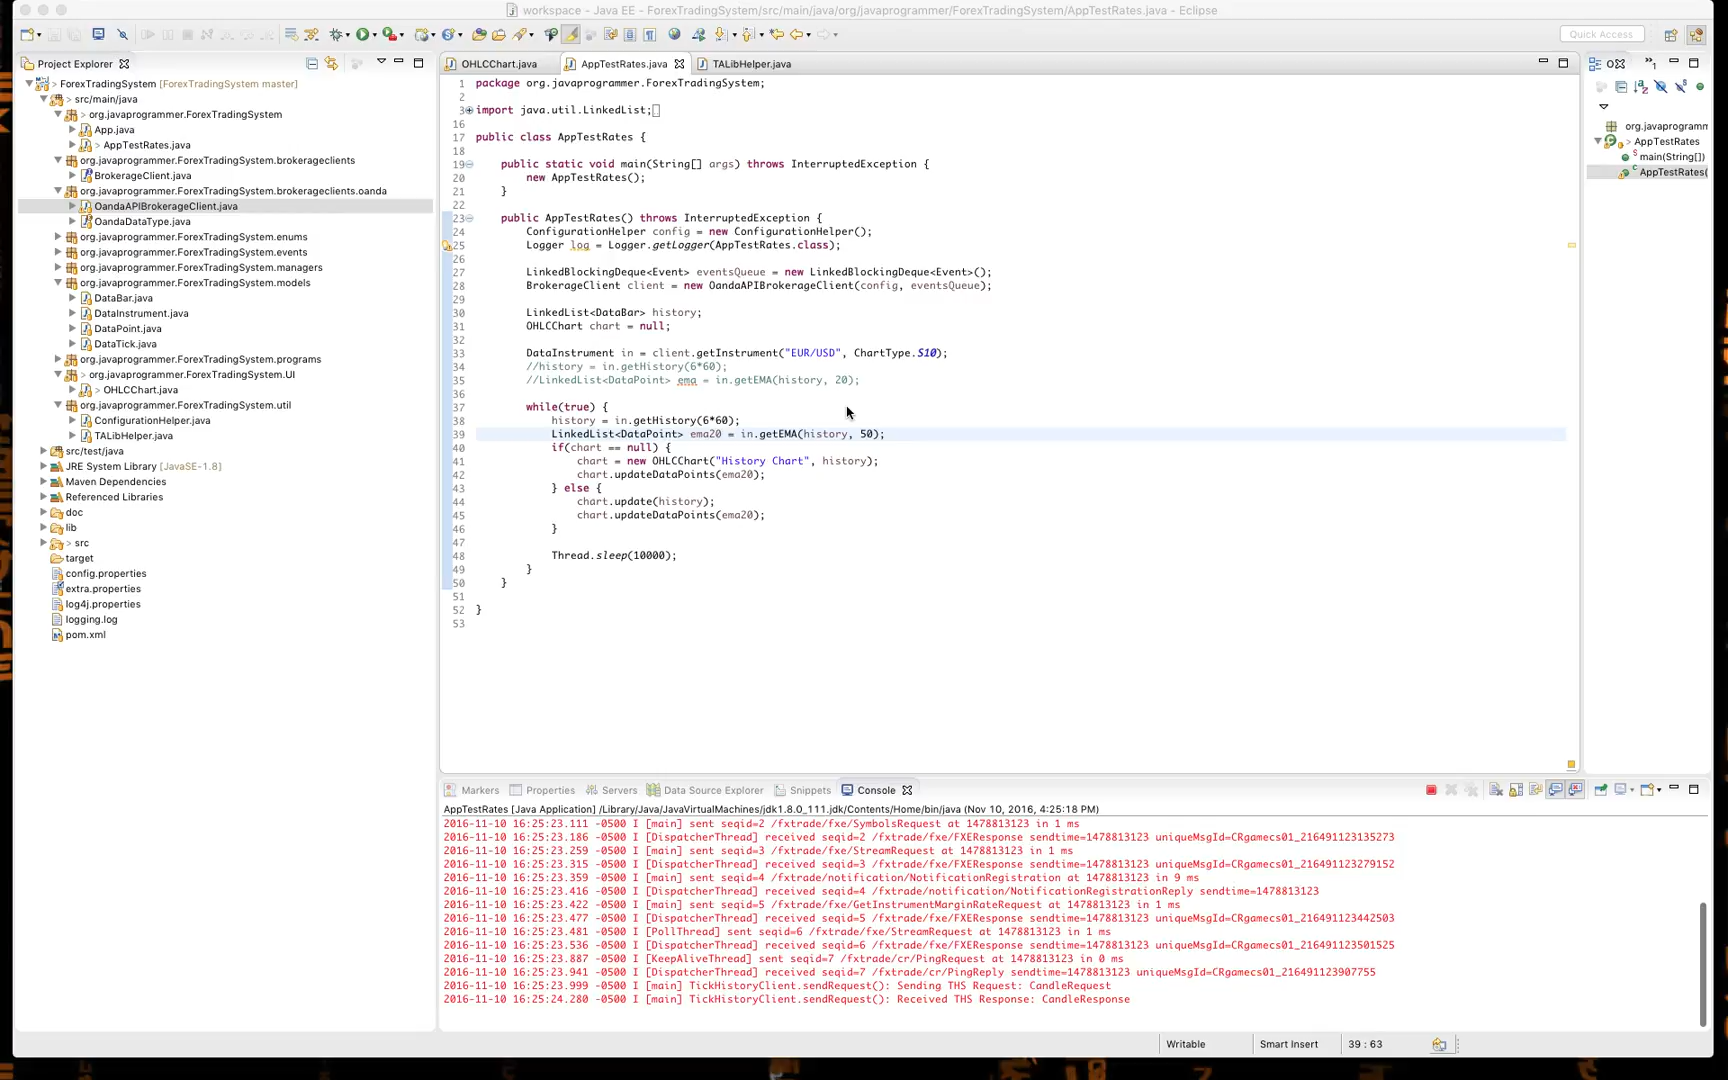 workspace - Java EE - ForexTradingSystem/src/main/java/org/javaprogrammer/ForexTradingSystem/AppTestRates.java - Eclipse
Quick Access
Project Explorer
ForexTradingSystem [ForexTradingSystem master]
> src/main/java
> org.javaprogrammer.ForexTradingSystem
App.java
> AppTestRates.java
org.javaprogrammer.ForexTradingSystem.brokerageclients
BrokerageClient.java
org.javaprogrammer.ForexTradingSystem.brokerageclients.oanda
OandaAPIBrokerageClient.java
OandaDataType.java
org.javaprogrammer.ForexTradingSystem.enums
org.javaprogrammer.ForexTradingSystem.events
org.javaprogrammer.ForexTradingSystem.managers
org.javaprogrammer.ForexTradingSystem.models
DataBar.java
DataInstrument.java
DataPoint.java
DataTick.java
org.javaprogrammer.ForexTradingSystem.programs
> org.javaprogrammer.ForexTradingSystem.UI
> OHLCChart.java
org.javaprogrammer.ForexTradingSystem.util
ConfigurationHelper.java
TALibHelper.java
src/test/java
JRE System Library [JavaSE-1.8]
Maven Dependencies
Referenced Libraries
doc
lib
> src
target
config.properties
extra.properties
log4j.properties
logging.log
pom.xml
OHLCChart.java AppTestRates.java TALibHelper.java
1 package org.javaprogrammer.ForexTradingSystem;
2
3 import java.util.LinkedList;
16
17 public class AppTestRates {
18
19 public static void main(String[] args) throws InterruptedException {
20 new AppTestRates();
21 }
22
23 public AppTestRates() throws InterruptedException {
24 ConfigurationHelper config = new ConfigurationHelper();
25 Logger log = Logger.getLogger(AppTestRates.class);
26
27 LinkedBlockingDeque<Event> eventsQueue = new LinkedBlockingDeque<Event>();
28 BrokerageClient client = new OandaAPIBrokerageClient(config, eventsQueue);
29
30 LinkedList<DataBar> history;
31 OHLCChart chart = null;
32
33 DataInstrument in = client.getInstrument("EUR/USD", ChartType.S10);
34 //history = in.getHistory(6*60);
35 //LinkedList<DataPoint> ema = in.getEMA(history, 20);
36
37 while(true) {
38 history = in.getHistory(6*60);
39 LinkedList<DataPoint> ema20 = in.getEMA(history, 50);
40 if(chart == null) {
41 chart = new OHLCChart("History Chart", history);
42 chart.updateDataPoints(ema20);
43 } else {
44 chart.update(history);
45 chart.updateDataPoints(ema20);
46 }
47
48 Thread.sleep(10000);
49 }
50 }
51
52 }
53
org.javaprogramm
> AppTestRates
main(String[])
AppTestRates(
Markers Properties Servers Data Source Explorer Snippets Console
AppTestRates [Java Application] /Library/Java/JavaVirtualMachines/jdk1.8.0_111.jdk/Contents/Home/bin/java (Nov 10, 2016, 4:25:18 PM)
2016-11-10 16:25:23.111 -0500 I [main] sent seqid=2 /fxtrade/fxe/SymbolsRequest at 1478813123 in 1 ms
2016-11-10 16:25:23.186 -0500 I [DispatcherThread] received seqid=2 /fxtrade/fxe/FXEResponse sendtime=1478813123 uniqueMsgId=CRgamecs01_216491123135273
2016-11-10 16:25:23.259 -0500 I [main] sent seqid=3 /fxtrade/fxe/StreamRequest at 1478813123 in 1 ms
2016-11-10 16:25:23.315 -0500 I [DispatcherThread] received seqid=3 /fxtrade/fxe/FXEResponse sendtime=1478813123 uniqueMsgId=CRgamecs01_216491123279152
2016-11-10 16:25:23.359 -0500 I [main] sent seqid=4 /fxtrade/notification/NotificationRegistration at 1478813123 in 9 ms
2016-11-10 16:25:23.416 -0500 I [DispatcherThread] received seqid=4 /fxtrade/notification/NotificationRegistrationReply sendtime=1478813123
2016-11-10 16:25:23.422 -0500 I [main] sent seqid=5 /fxtrade/fxe/GetInstrumentMarginRateRequest at 1478813123 in 1 ms
2016-11-10 16:25:23.477 -0500 I [DispatcherThread] received seqid=5 /fxtrade/fxe/FXEResponse sendtime=1478813123 uniqueMsgId=CRgamecs01_216491123442503
2016-11-10 16:25:23.481 -0500 I [PollThread] sent seqid=6 /fxtrade/fxe/StreamRequest at 1478813123 in 1 ms
2016-11-10 16:25:23.536 -0500 I [DispatcherThread] received seqid=6 /fxtrade/fxe/FXEResponse sendtime=1478813123 uniqueMsgId=CRgamecs01_216491123501525
2016-11-10 16:25:23.887 -0500 I [KeepAliveThread] sent seqid=7 /fxtrade/cr/PingRequest at 1478813123 in 0 ms
2016-11-10 16:25:23.941 -0500 I [DispatcherThread] received seqid=7 /fxtrade/cr/PingReply sendtime=1478813123 uniqueMsgId=CRgamecs01_216491123907755
2016-11-10 16:25:23.999 -0500 I [main] TickHistoryClient.sendRequest(): Sending THS Request: CandleRequest
2016-11-10 16:25:24.280 -0500 I [main] TickHistoryClient.sendRequest(): Received THS Response: CandleResponse
Writable Smart Insert 39 : 63